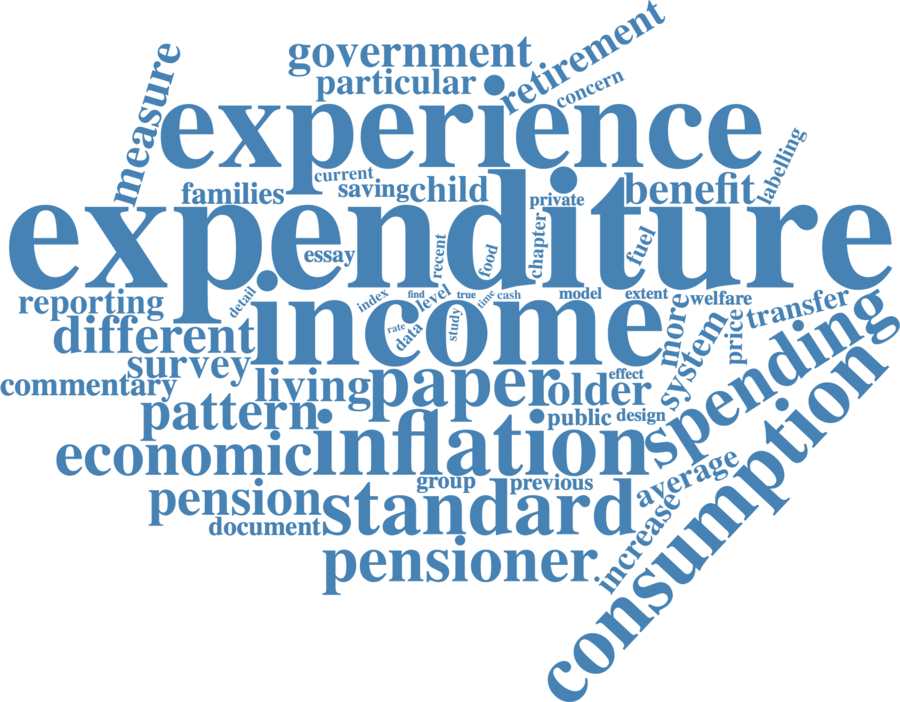 government
retirement
particular
concern
measure
experience
labelling
current
families
saving
child
private
benefit
expenditure
essay
recent
food
chapter
fuel
reporting
detail
index
find
level
true
time
cash
model
extent
welfare
transfer
different
income
rate
data
study
more
system
price
spending
survey
commentary
living
paper
older
effect
pattern
public
design
economic
inflation
consumption
group
previous
average
pension
document
standard
increase
pensioner